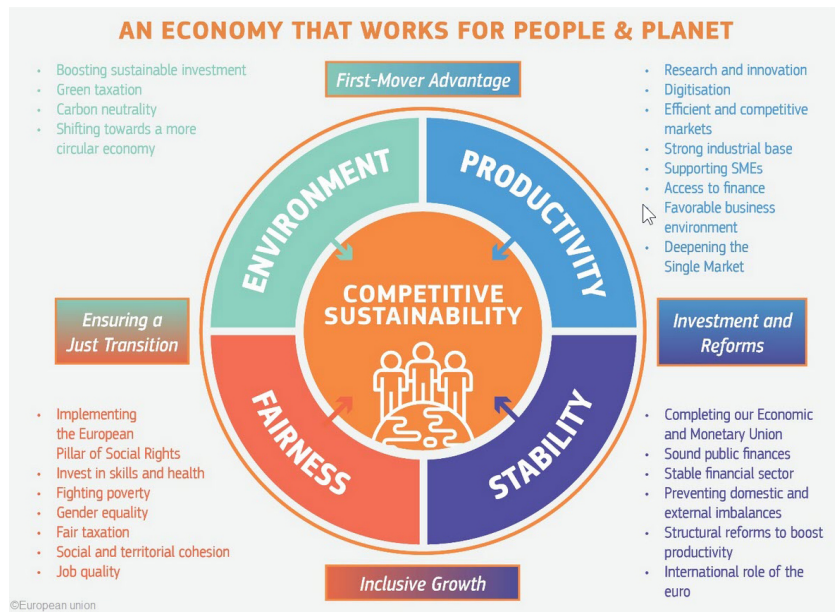 AN ECONOMY THAT WORKS FOR PEOPLE & PLANET
• Boosting sustainable investment
• Green taxation
• Carbon neutrality
• Shifting towards a more
circular economy
First-Mover Advantage
• Research and innovation
• Digitisation
• Efficient and competitive
markets
• Strong industrial base
• Supporting SMEs
• Access to finance
• Favorable business
environment
• Deepening the
Single Market
ENVIRONMENT
PRODUCTIVITY
COMPETITIVE
SUSTAINABILITY
Ensuring a
Just Transition
Investment and
Reforms
FAIRNESS
STABILITY
• Implementing
the European
Pillar of Social Rights
• Invest in skills and health
• Fighting poverty
• Gender equality
• Fair taxation
• Social and territorial cohesion
• Job quality
• Completing our Economic
and Monetary Union
• Sound public finances
• Stable financial sector
• Preventing domestic and
external imbalances
• Structural reforms to boost
productivity
• International role of the
euro
Inclusive Growth
©European union